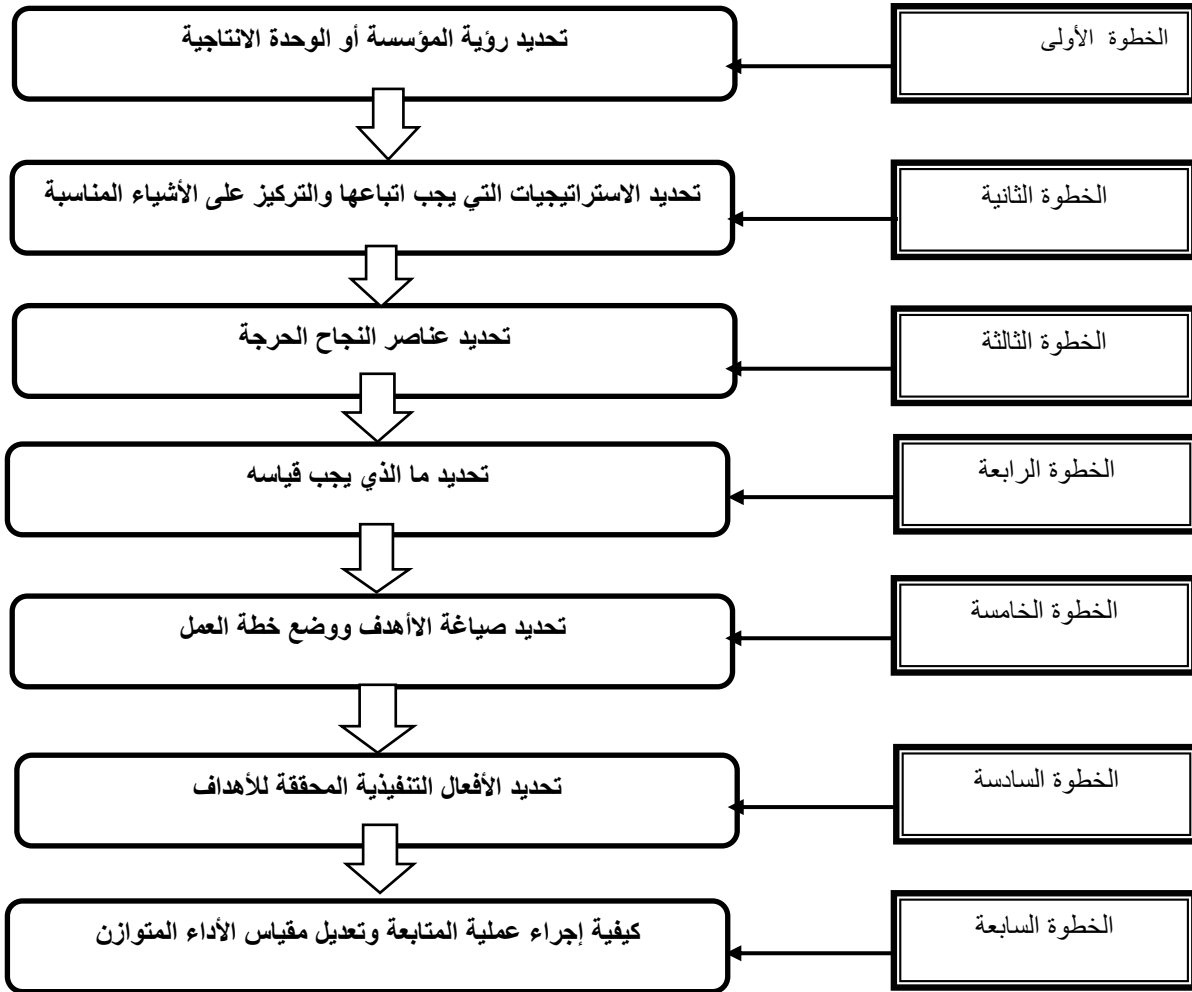 الخطوة الأولى
تحديد رؤية المؤسسة أو الوحدة الانتاجية
الخطوة الثانية
تحديد الاستراتيجيات التي يجب اتباعها والتركيز على الأشياء المناسبة
الخطوة الثالثة
تحديد عناصر النجاح الحرجة
الخطوة الرابعة
تحديد ما الذي يجب قياسه
الخطوة الخامسة
تحديد صياغة الاأهدف ووضع خطة العمل
الخطوة السادسة
تحديد الأفعال التنفيذية المحققة للأهداف
الخطوة السابعة
كيفية إجراء عملية المتابعة وتعديل مقياس الأداء المتوازن